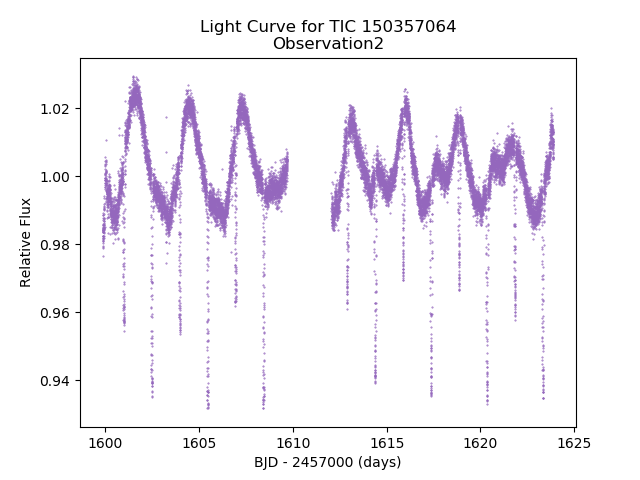 Light Curve for TIC 150357064
Observation2
Relative Flux
1.02
1.00
0.98
0.96
0.94
1600
1605
1610
1615
1620
1625
BJD - 2457000 (days)